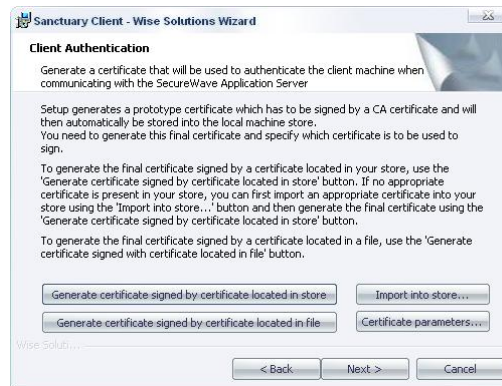 Sanctuary Client - Wise Solutions Wizard
Client Authentication
Generate a certificate that will be used to authenticate the client machine when
communicating with the SecureWave Application Server
Setup generates a prototype certificate which has to be signed by a CA certificate and will
then automatically be stored into the local machine store.
You need to generate this final certificate and specify which certificate is to be used to
sign.
To generate the final certificate signed by a certificate located in your store, use the
'Generate certificate signed by certificate located in store' button. If no appropriate
certificate is present in your store, you can first import an appropriate certificate into your
store using the 'Import into store...' button and then generate the final certificate using the
'Generate certificate signed by certificate located in store' button.
To generate the final certificate signed by a certificate located in a file, use the 'Generate
certificate signed with certificate located in file' button.
Generate certificate signed by certificate located in store
Import into store...
Generate certificate signed by certificate located in file
Certificate parameters...
Wise Soluti...
< Back
Next >
Cancel